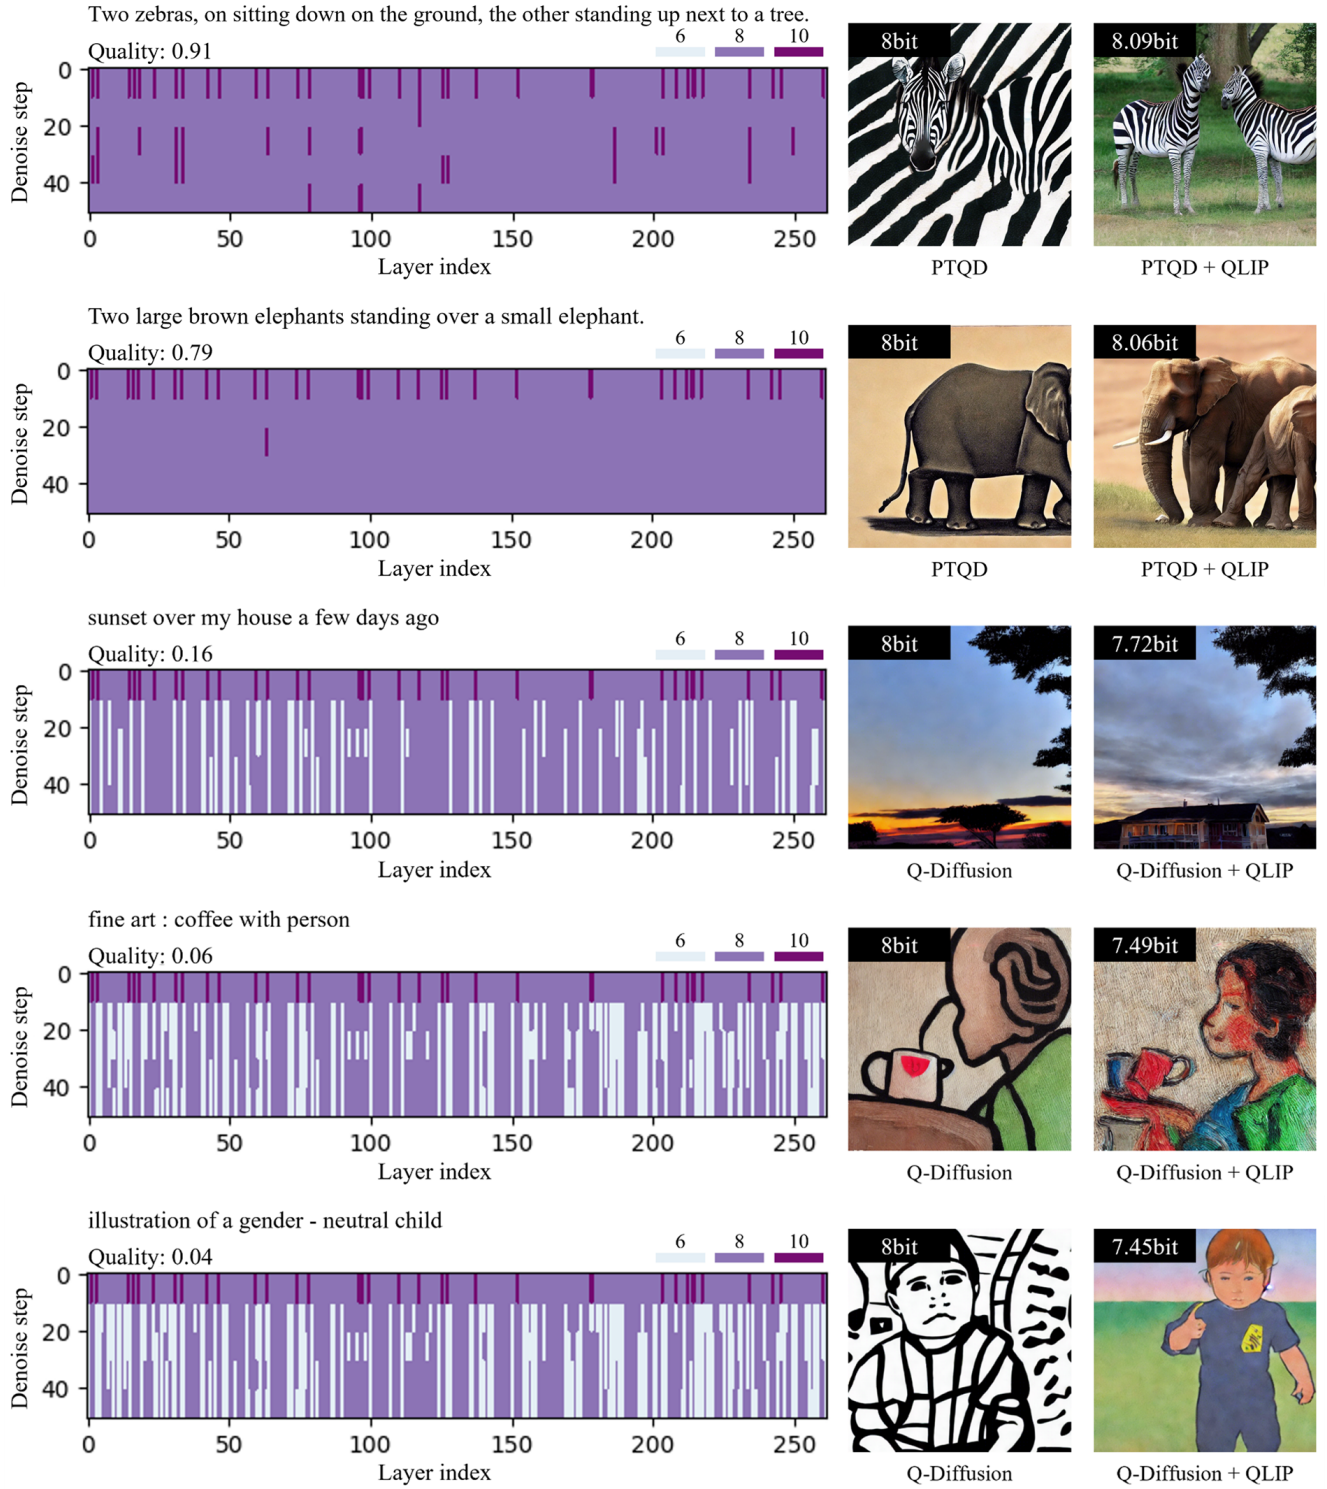 Two zebras, on sitting down on the ground, the other standing up next to a tree.
Quality: 0.91
6 8 10
0
20
40
Denoise step
0 50 100 150 200 250
Layer index
8bit
PTQD
8.09bit
PTQD + QLIP
Two large brown elephants standing over a small elephant.
Quality: 0.79
6 8 10
0
20
40
Denoise step
0 50 100 150 200 250
Layer index
8bit
PTQD
8.06bit
PTQD + QLIP
sunset over my house a few days ago
Quality: 0.16
6 8 10
0
20
40
Denoise step
0 50 100 150 200 250
Layer index
8bit
Q-Diffusion
7.72bit
Q-Diffusion + QLIP
fine art : coffee with person
Quality: 0.06
6 8 10
0
20
40
Denoise step
0 50 100 150 200 250
Layer index
8bit
Q-Diffusion
7.49bit
Q-Diffusion + QLIP
illustration of a gender - neutral child
Quality: 0.04
6 8 10
0
20
40
Denoise step
0 50 100 150 200 250
Layer index
8bit
Q-Diffusion
7.45bit
Q-Diffusion + QLIP